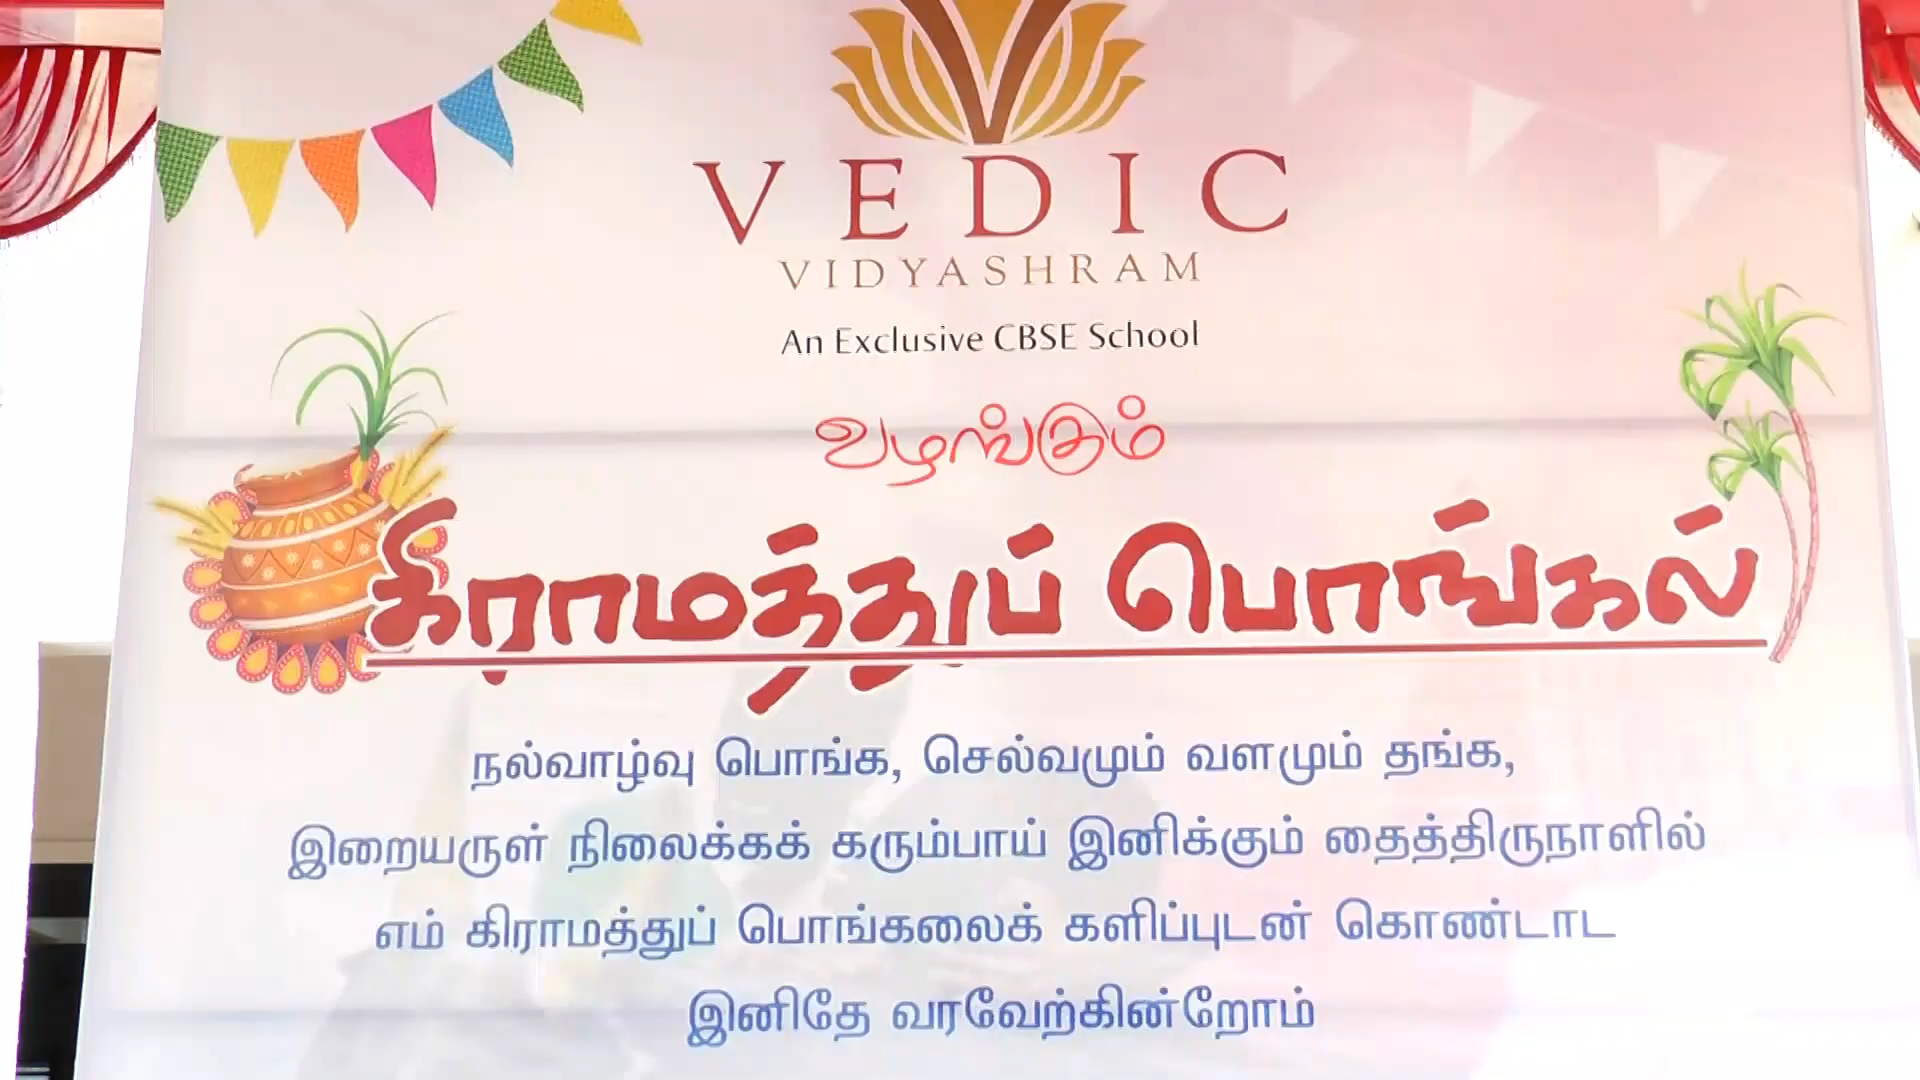 VEDIC
VIDYASHRAM
An Exclusive CBSE School
வழங்கும்
கிராமத்துப் பொங்கல்
நல்வாழ்வு பொங்க, செல்வமும் வளமும் தங்க,
இறையருள் நிலைக்கக் கரும்பாய் இனிக்கும் தைத்திருநாளில்
எம் கிராமத்துப் பொங்கலைக் களிப்புடன் கொண்டாட
இனிதே வரவேற்கின்றோம்